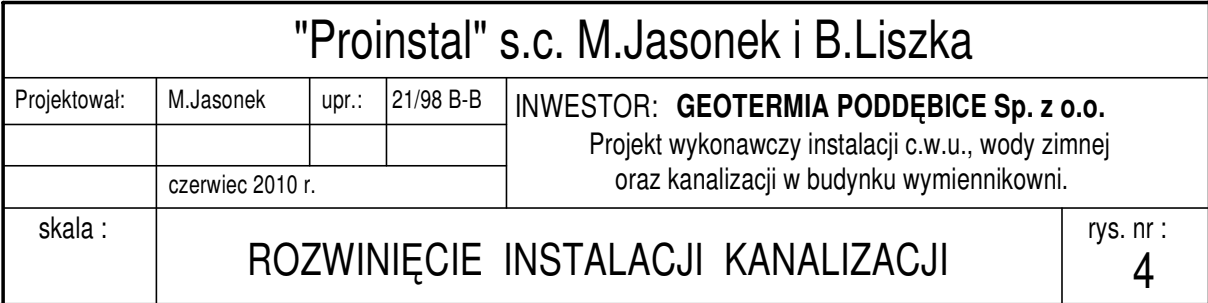 "Proinstal" s.c. M.Jasonek i B.Liszka
Projektował: M.Jasonek upr.: 21/98 B-B
INWESTOR: GEOTERMIA PODDĘBICE Sp. z o.o.
Projekt wykonawczy instalacji c.w.u., wody zimnej
oraz kanalizacji w budynku wymiennikowni.
czerwiec 2010 r.
skala :
ROZWINIĘCIE INSTALACJI KANALIZACJI
rys. nr :
4